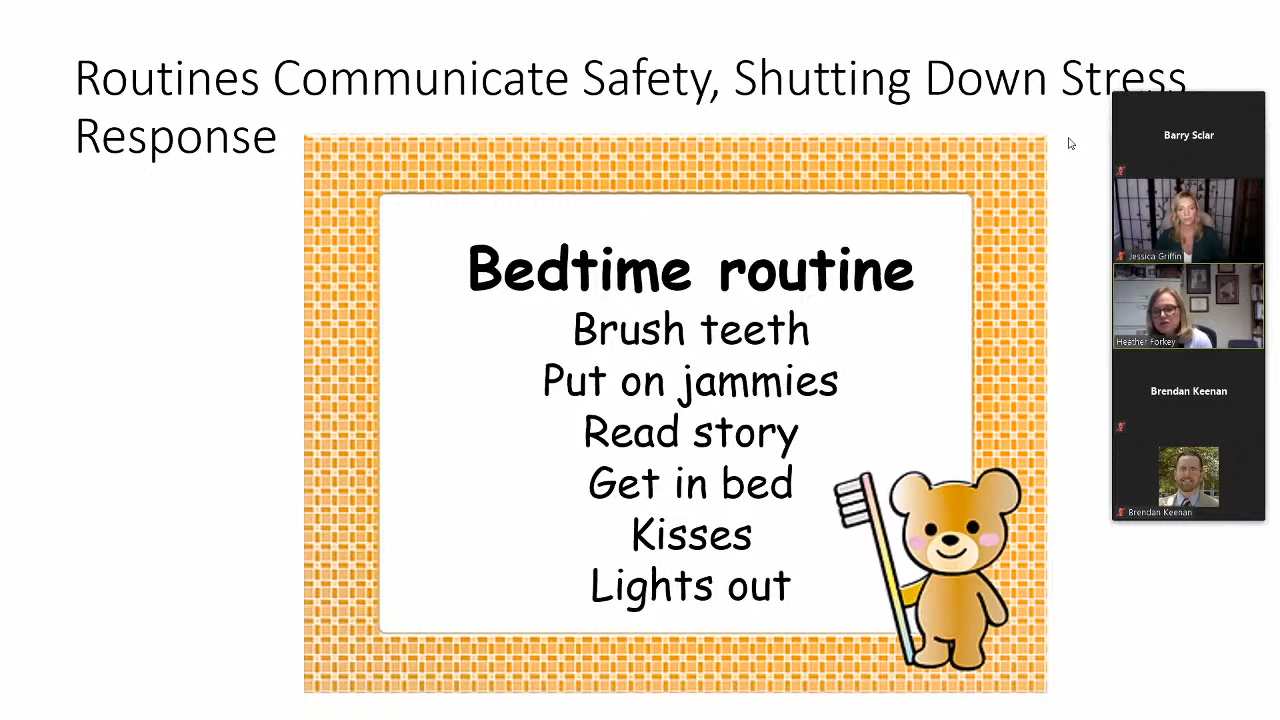 Routines Communicate Safety, Shutting Down Stress
Response
Bedtime routine
Brush teeth
Put on jammies
Read story
Get in bed
Kisses
Lights out
Barry Sclar
Jessica Griffin
Heather Forkey
Brendan Keenan
Brendan Keenan